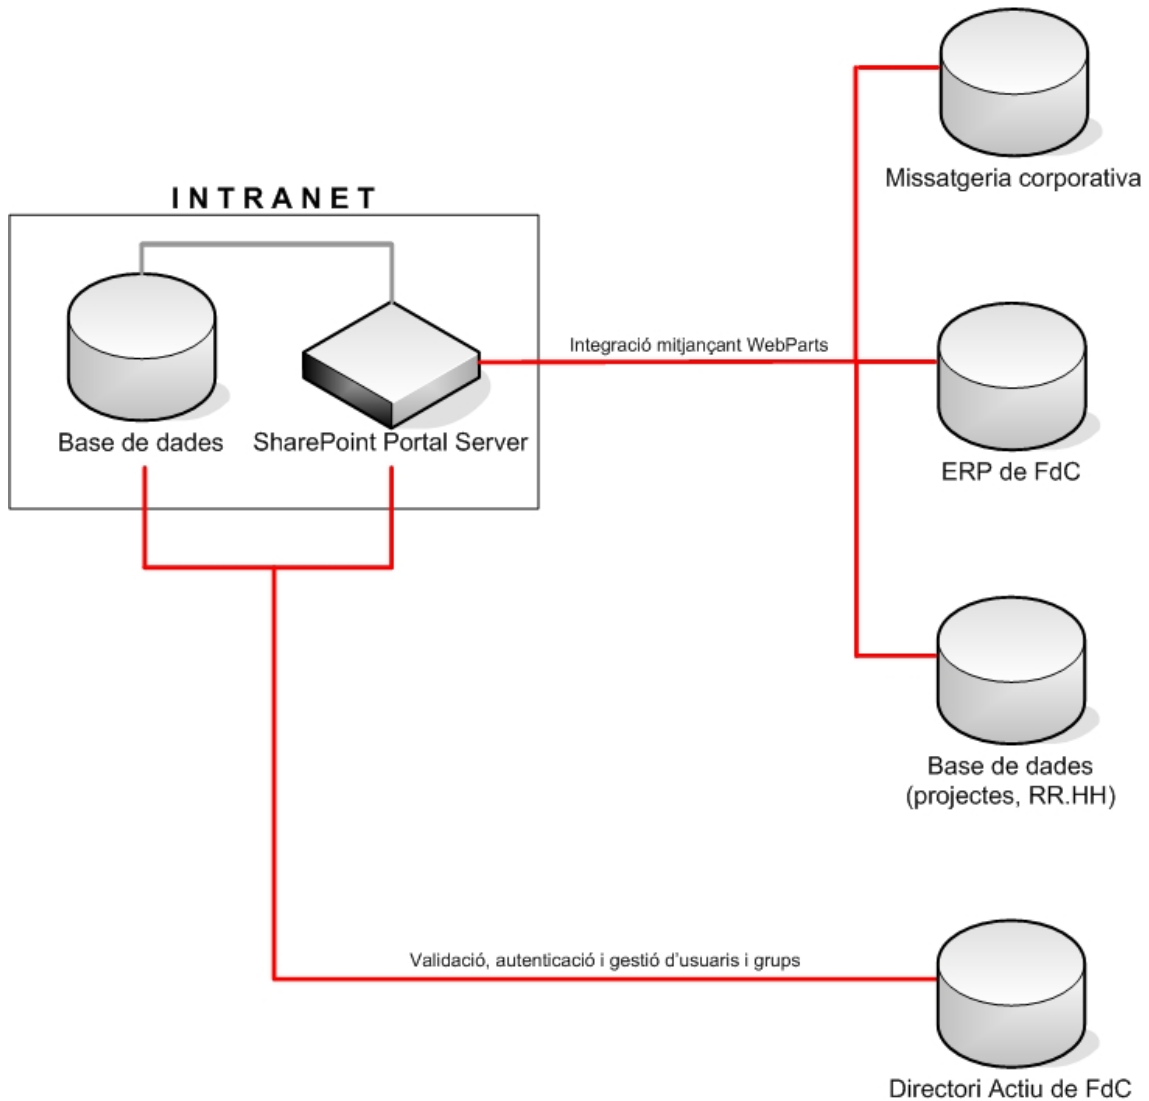 Missatgeria corporativa
INTRANET
Integració mitjançant WebParts
Base de dades
SharePoint Portal Server
ERP de FdC
Base de dades
(projectes, RR.HH)
Validació, autenticació i gestió d'usuaris i grups
Directori Actiu de FdC